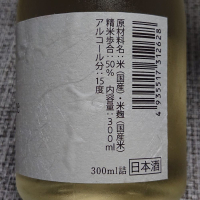 原材料名:米(国産)・米麹(国産米)
精米歩合:50% 内容量:300ml
アルコール分:15度
4935517312628
300ml詰
日本酒